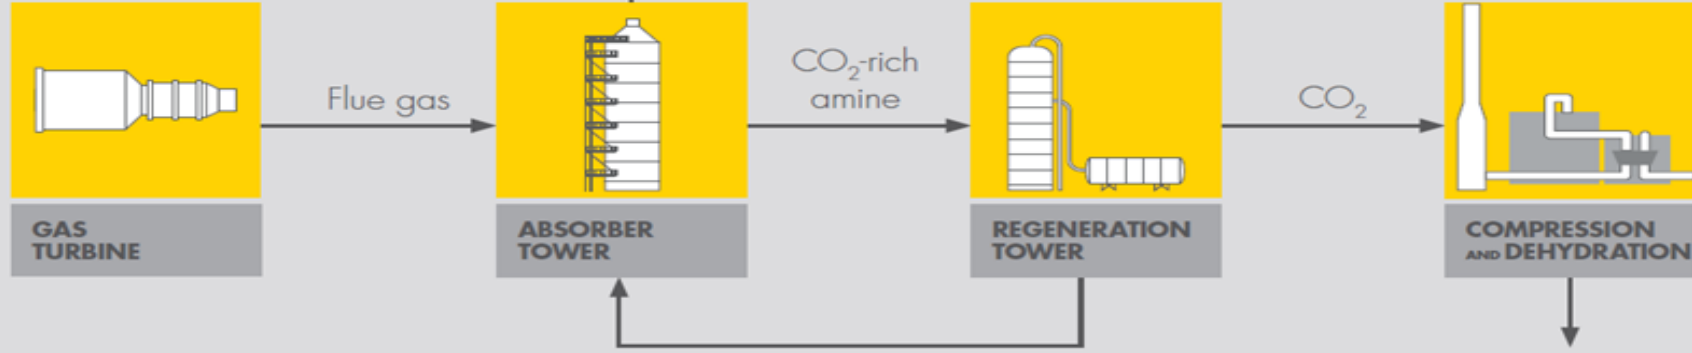 Flue gas
CO₂-rich
amine
CO₂
GAS
TURBINE
ABSORBER
TOWER
REGENERATION
TOWER
COMPRESSION
AND DEHYDRATION